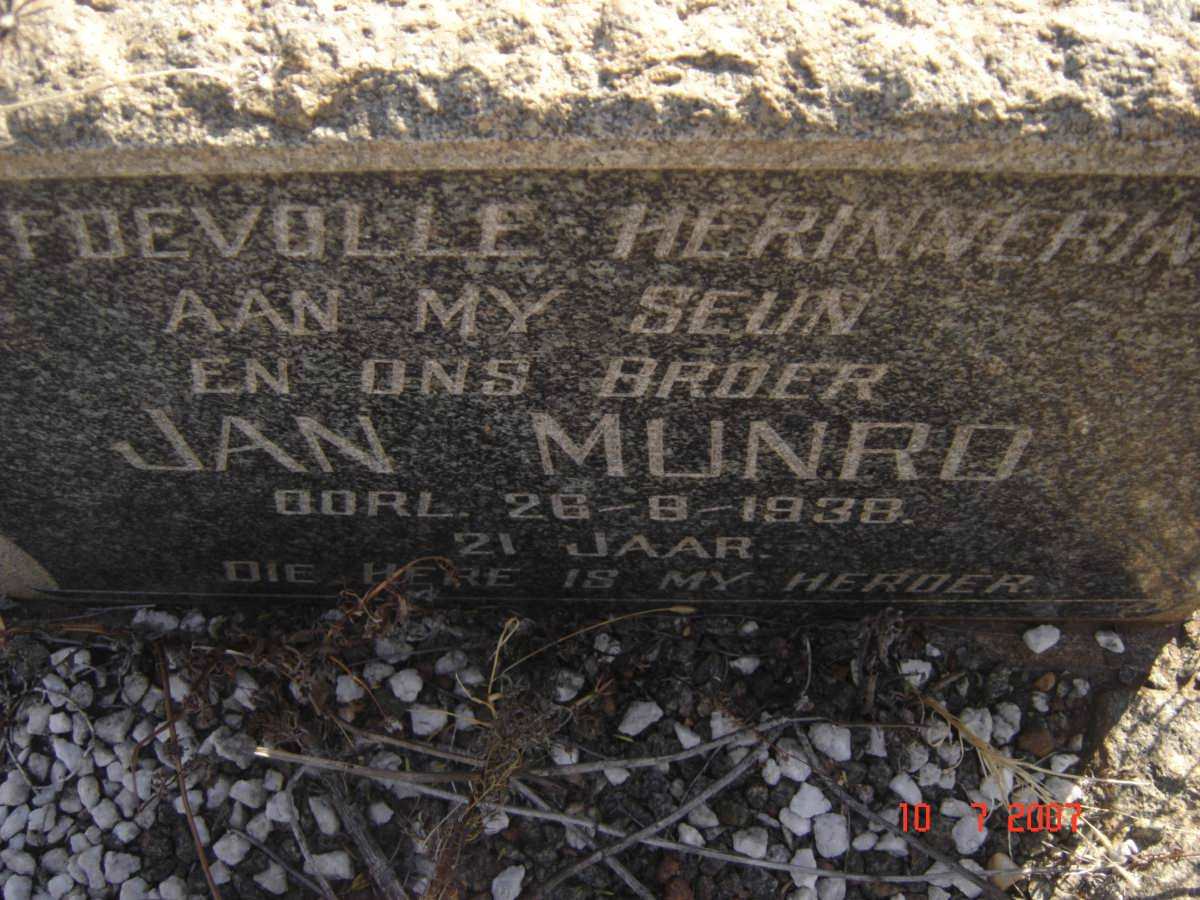 EFDEVOLLE HERINNERIN
AAN MY SEUN
EN ONS BROER
JAN MUNRO
OORL. 26-8-1938.
21 JAAR.
DIE HERE IS MY HERDER.
10 7 2007